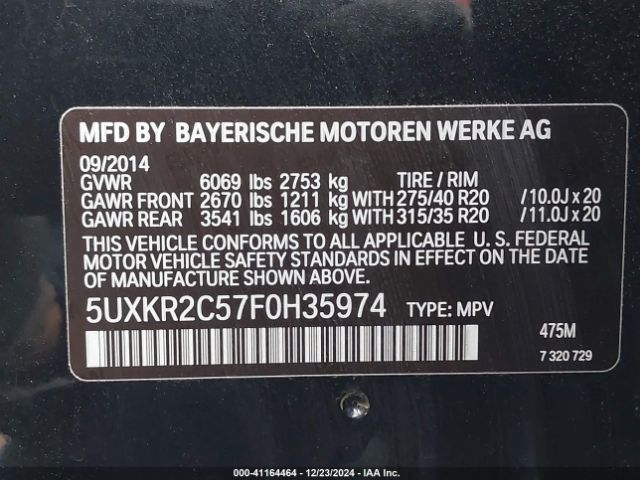 MFD BY BAYERISCHE MOTOREN WERKE AG
09/2014
GVWR 6069 lbs 2753 kg TIRE / RIM
GAWR FRONT 2670 lbs 1211 kg WITH 275/40 R20 / 10.0J x 20
GAWR REAR 3541 lbs 1606 kg WITH 315/35 R20 / 11.0J x 20
THIS VEHICLE CONFORMS TO ALL APPLICABLE U. S. FEDERAL
MOTOR VEHICLE SAFETY STANDARDS IN EFFECT ON THE DATE
OF MANUFACTURE SHOWN ABOVE.
5UXKR2C57F0H35974 TYPE: MPV
475M
7 320 729
000-41164464 - 12/23/2024 - IAA Inc.